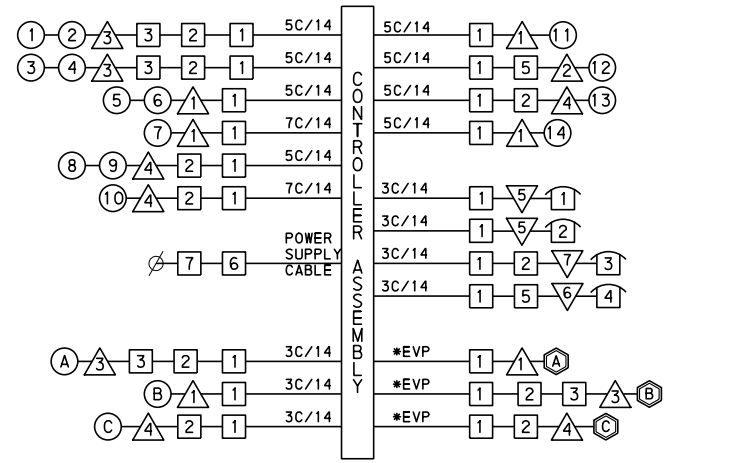 1 2 3 3 2 1 5C/14
3 4 3 3 2 1 5C/14
5 6 1 1 5C/14
7 1 1 7C/14
8 9 4 2 1 5C/14
10 4 2 1 7C/14
7 6 POWER SUPPLY CABLE
A 3 3 2 1 3C/14
B 1 1 3C/14
C 4 2 1 3C/14
CONTROLLER ASSEMBLY
5C/14 1 1 11
5C/14 1 5 2 12
5C/14 1 2 4 13
5C/14 1 1 14
3C/14 1 5 1
3C/14 1 5 2
3C/14 1 2 7 3
3C/14 1 5 6 4
*EVP 1 1 A
*EVP 1 2 3 3 B
*EVP 1 2 4 C